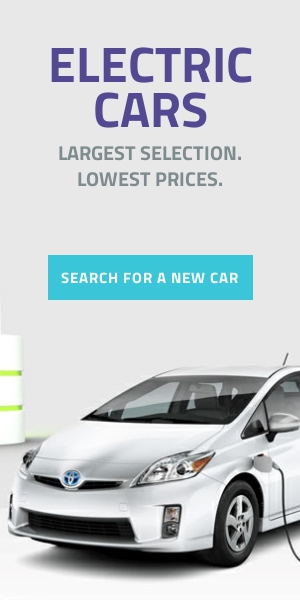 ELECTRIC
CARS
LARGEST SELECTION.
LOWEST PRICES.
SEARCH FOR A NEW CAR